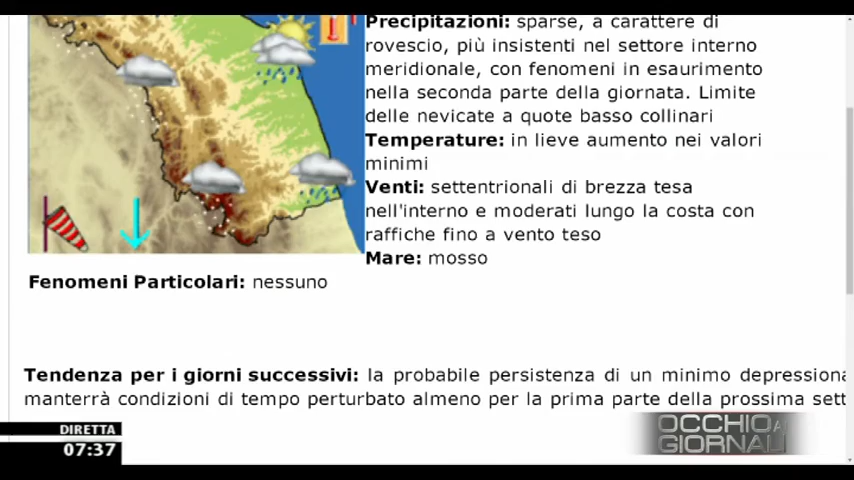 Precipitazioni: sparse, a carattere di
rovescio, più insistenti nel settore interno
meridionale, con fenomeni in esaurimento
nella seconda parte della giornata. Limite
delle nevicate a quote basso collinari
Temperature: in lieve aumento nei valori
minimi
Venti: settentrionali di brezza tesa
nell'interno e moderati lungo la costa con
raffiche fino a vento teso
Mare: mosso
Fenomeni Particolari: nessuno
Tendenza per i giorni successivi: la probabile persistenza di un minimo depressiona
manterrà condizioni di tempo perturbato almeno per la prima parte della prossima sett
DIRETTA
07:37
OCCHIO AI
GIORNALI